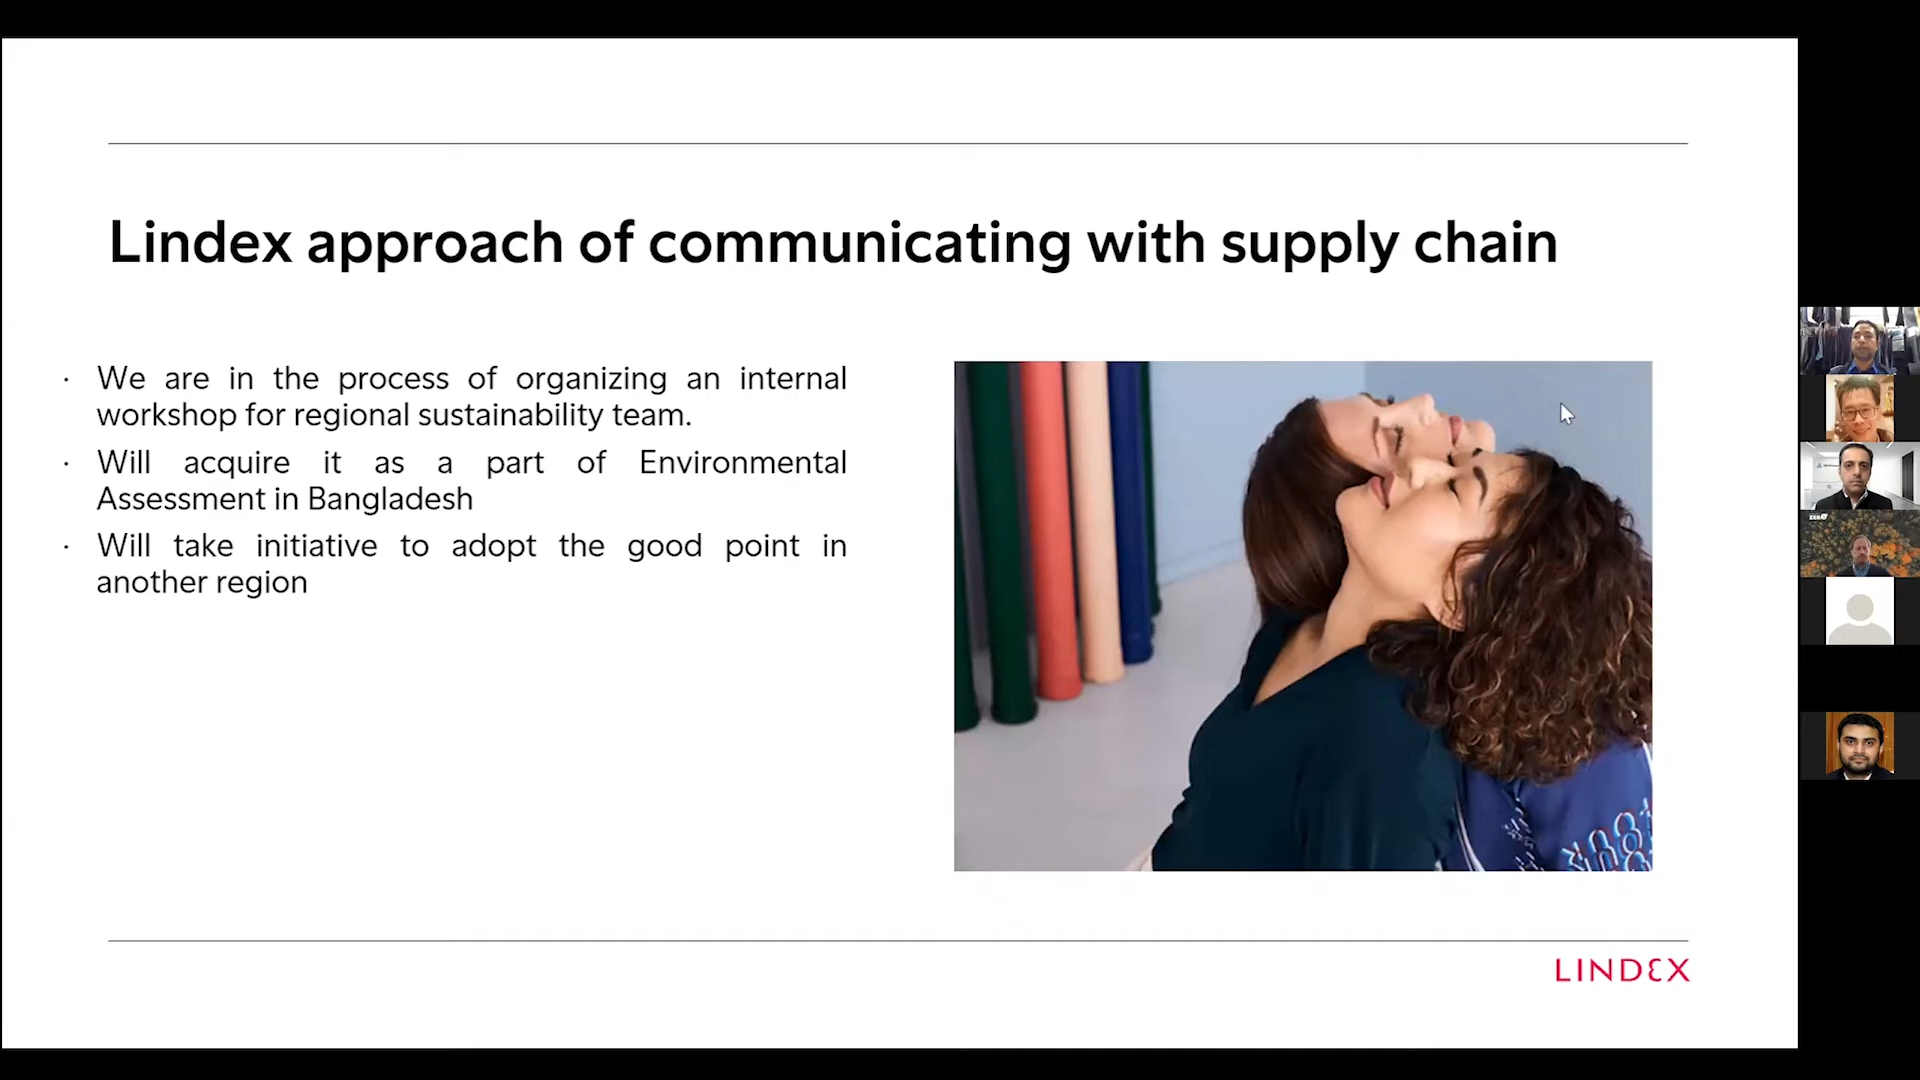 Lindex approach of communicating with supply chain
· We are in the process of organizing an internal
workshop for regional sustainability team.
· Will acquire it as a part of Environmental
Assessment in Bangladesh
· Will take initiative to adopt the good point in
another region
LINDEX